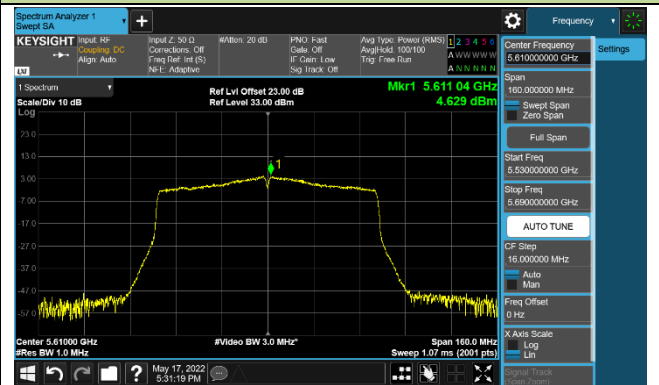 Spectrum Analyzer 1
Swept SA
Frequency
KEYSIGHT
Input: RF
Coupling: DC
Align: Auto
Input Z: 50 Ω
Corrections: Off
Freq Ref: Int (S)
NFE: Adaptive
#Atten: 20 dB
PNO: Fast
Gate: Off
IF Gain: Low
Sig Track: Off
Avg Type: Power (RMS)
Avg|Hold: 100/100
Trig: Free Run
1 2 3 4 5 6
A W W W W W
A N N N N N
LXI
1 Spectrum
Scale/Div 10 dB
Ref Lvl Offset 23.00 dB
Ref Level 33.00 dBm
Mkr1 5.611 04 GHz
4.629 dBm
Log
23.0
13.0
3.00
-7.00
-17.0
-27.0
-37.0
-47.0
-57.0
1
Center 5.61000 GHz
#Res BW 1.0 MHz
#Video BW 3.0 MHz*
Span 160.0 MHz
Sweep 1.07 ms (2001 pts)
May 17, 2022
5:31:19 PM
Center Frequency
5.610000000 GHz
Settings
Span
160.000000 MHz
Swept Span
Zero Span
Full Span
Start Freq
5.530000000 GHz
Stop Freq
5.690000000 GHz
AUTO TUNE
CF Step
16.000000 MHz
Auto
Man
Freq Offset
0 Hz
X Axis Scale
Log
Lin
Signal Track
(Span Zoom)